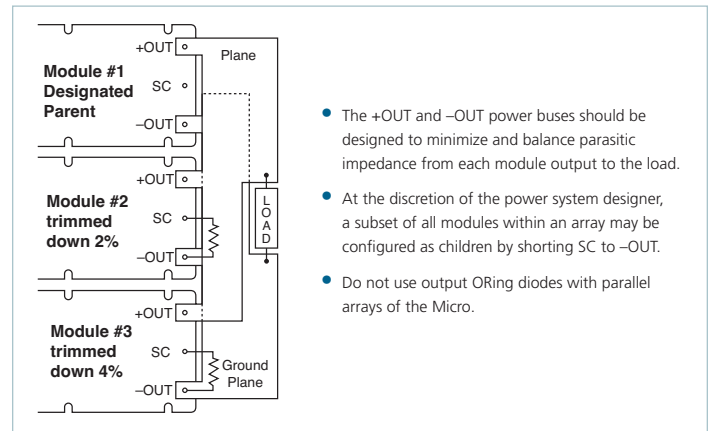 +OUT
Plane
Module #1
Designated
Parent
SC
–OUT
+OUT
Module #2
trimmed
down 2%
SC
–OUT
LOAD
+OUT
Module #3
trimmed
down 4%
SC
Ground
Plane
–OUT
• The +OUT and –OUT power buses should be
designed to minimize and balance parasitic
impedance from each module output to the load.
• At the discretion of the power system designer,
a subset of all modules within an array may be
configured as children by shorting SC to –OUT.
• Do not use output ORing diodes with parallel
arrays of the Micro.